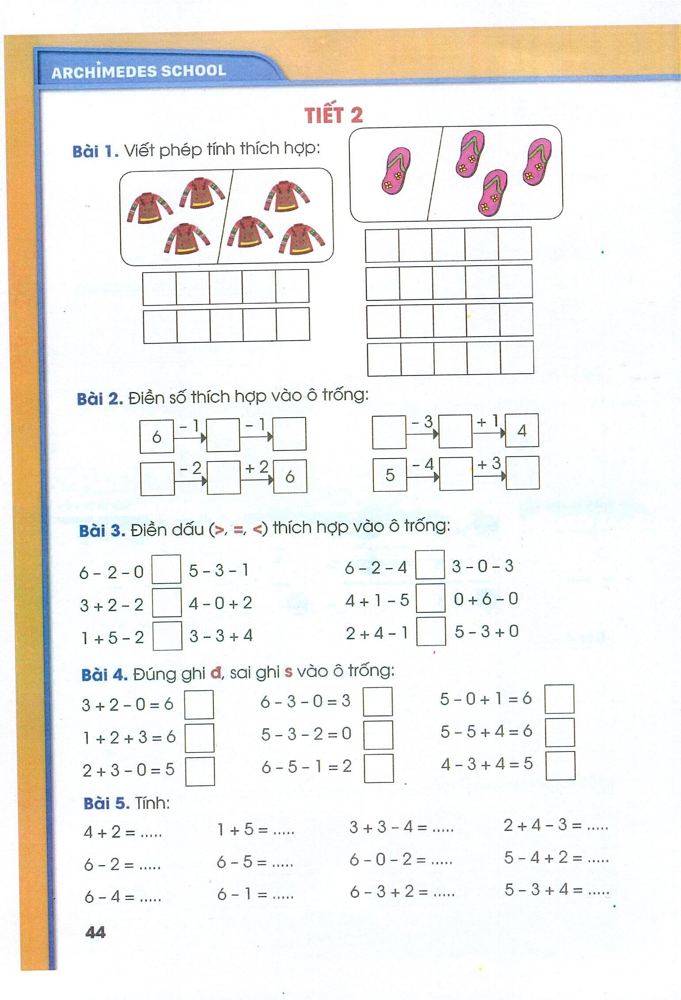 ARCHIMEDES SCHOOL
TIẾT 2
Bài 1. Viết phép tính thích hợp:
Bài 2. Điền số thích hợp vào ô trống:
6 – 1 – 1
– 3 + 1 4
– 2 + 2 6
5 – 4 + 3
Bài 3. Điền dấu (>, =, <) thích hợp vào ô trống:
6 – 2 – 0 5 – 3 – 1 6 – 2 – 4 3 – 0 – 3
3 + 2 – 2 4 – 0 + 2 4 + 1 – 5 0 + 6 – 0
1 + 5 – 2 3 – 3 + 4 2 + 4 – 1 5 – 3 + 0
Bài 4. Đúng ghi đ, sai ghi s vào ô trống:
3 + 2 – 0 = 6 6 – 3 – 0 = 3 5 – 0 + 1 = 6
1 + 2 + 3 = 6 5 – 3 – 2 = 0 5 – 5 + 4 = 6
2 + 3 – 0 = 5 6 – 5 – 1 = 2 4 – 3 + 4 = 5
Bài 5. Tính:
4 + 2 = ..... 1 + 5 = ..... 3 + 3 – 4 = ..... 2 + 4 – 3 = .....
6 – 2 = ..... 6 – 5 = ..... 6 – 0 – 2 = ..... 5 – 4 + 2 = .....
6 – 4 = ..... 6 – 1 = ..... 6 – 3 + 2 = ..... 5 – 3 + 4 = .....
44